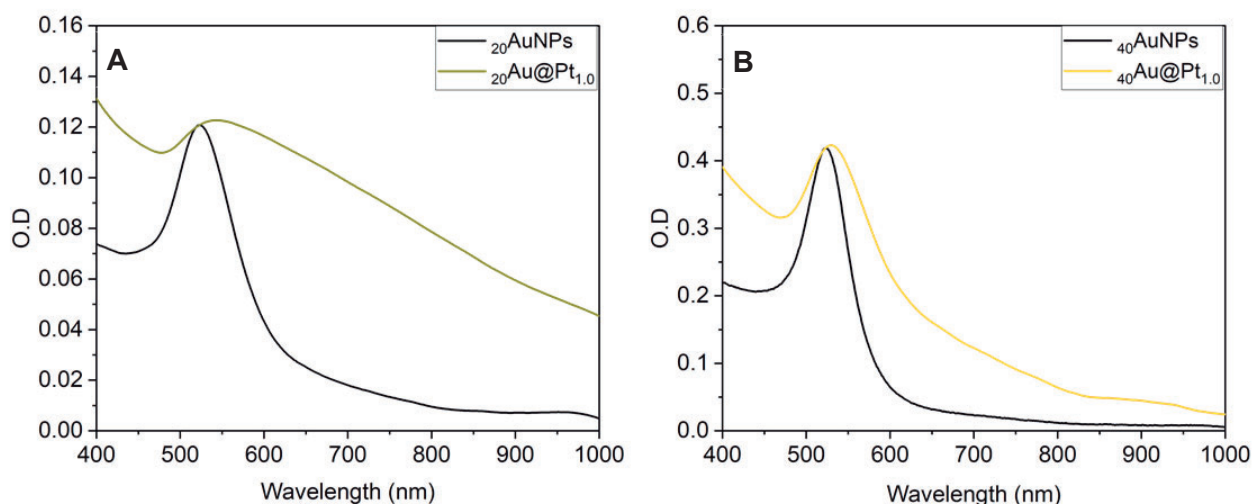 A
0.16
0.14
0.12
0.10
0.08
0.06
0.04
0.02
0.00
O.D
400 500 600 700 800 900 1000
Wavelength (nm)
₂₀AuNPs
₂₀Au@Pt₁.₀
B
0.6
0.5
0.4
0.3
0.2
0.1
0.0
O.D
400 500 600 700 800 900 1000
Wavelength (nm)
₄₀AuNPs
₄₀Au@Pt₁.₀